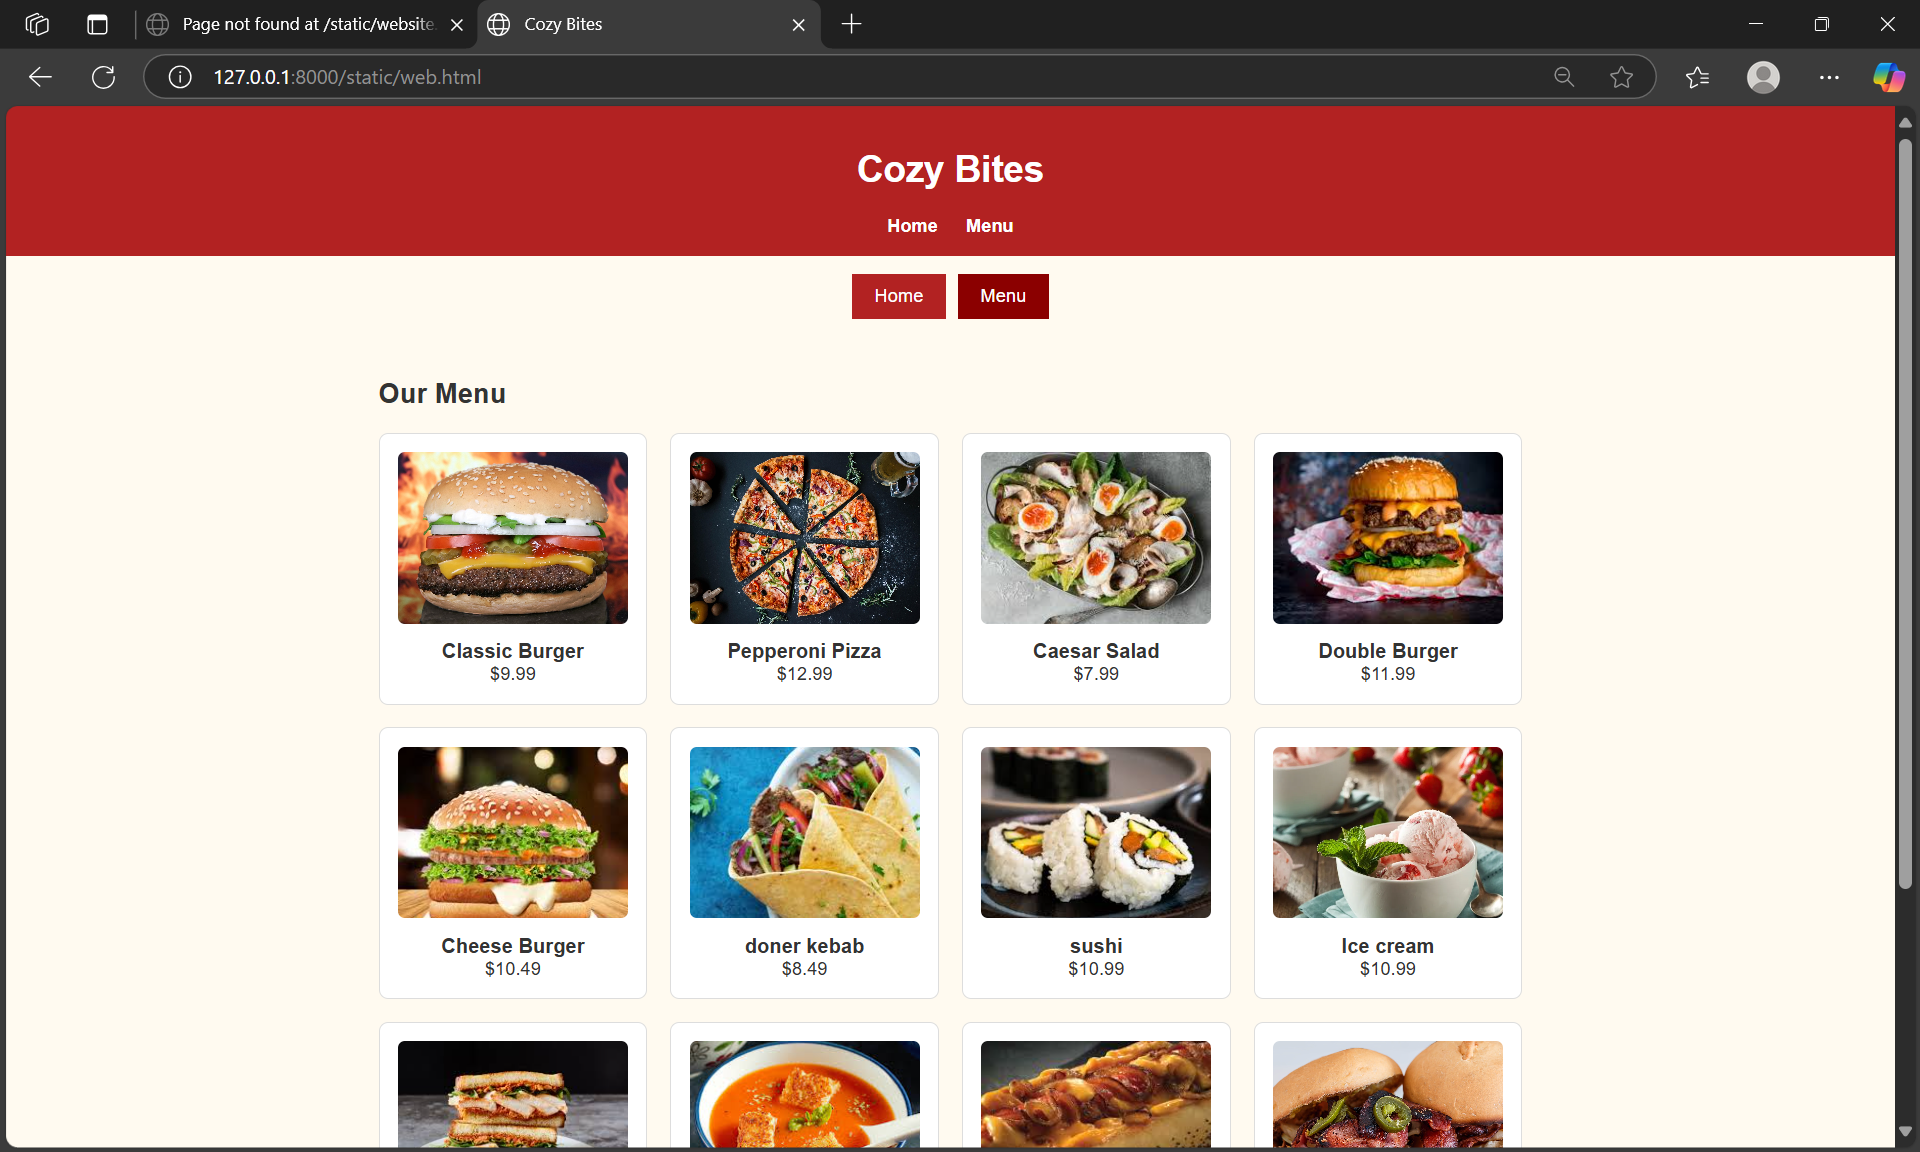 Page not found at /static/website
Cozy Bites
127.0.0.1:8000/static/web.html
Cozy Bites
Home Menu
Home Menu
Our Menu
Classic Burger
$9.99
Pepperoni Pizza
$12.99
Caesar Salad
$7.99
Double Burger
$11.99
Cheese Burger
$10.49
doner kebab
$8.49
sushi
$10.99
Ice cream
$10.99